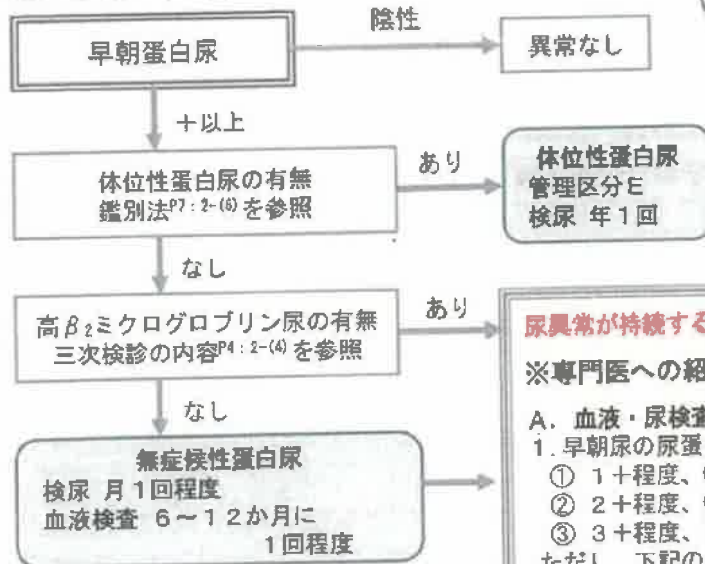 早朝蛋白尿
陰性
異常なし
＋以上
体位性蛋白尿の有無
鑑別法P7：2-(6)を参照
あり
体位性蛋白尿
管理区分E
検尿 年1回
なし
高β2ミクログロブリン尿の有無
三次検診の内容P4：2-(4)を参照
あり
なし
無症候性蛋白尿
検尿 月1回程度
血液検査 6～12か月に
1回程度
尿異常が持続する
※専門医への紹
A. 血液・尿検査
1. 早朝尿の尿蛋
① 1＋程度、
② 2＋程度、
③ 3＋程度、
ただし、下記の